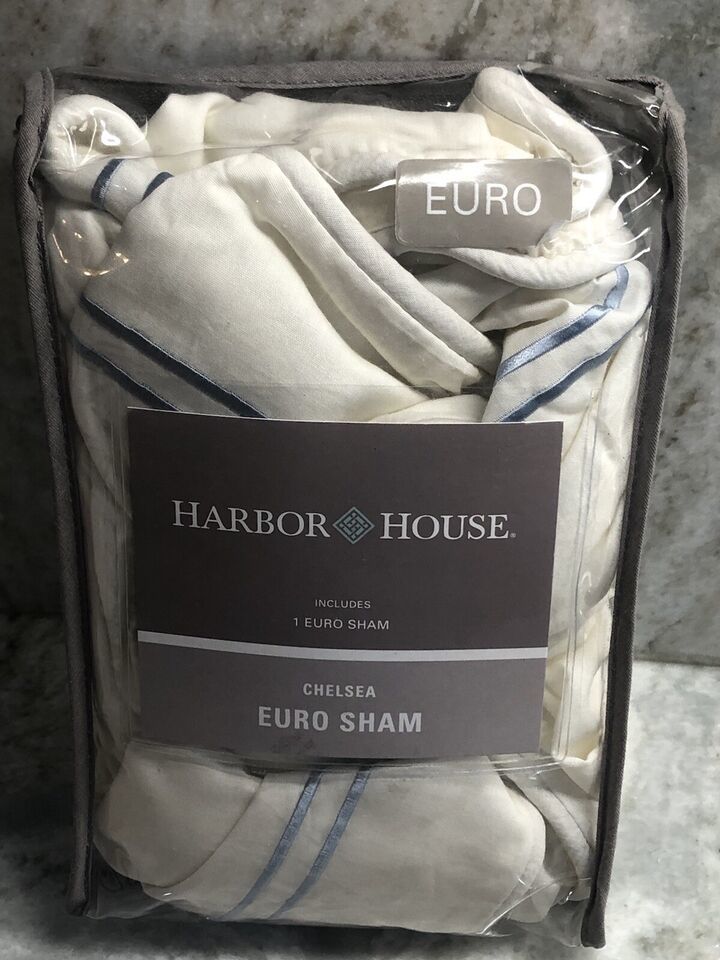 EURO
HARBOR HOUSE®
INCLUDES
1 EURO SHAM
CHELSEA
EURO SHAM